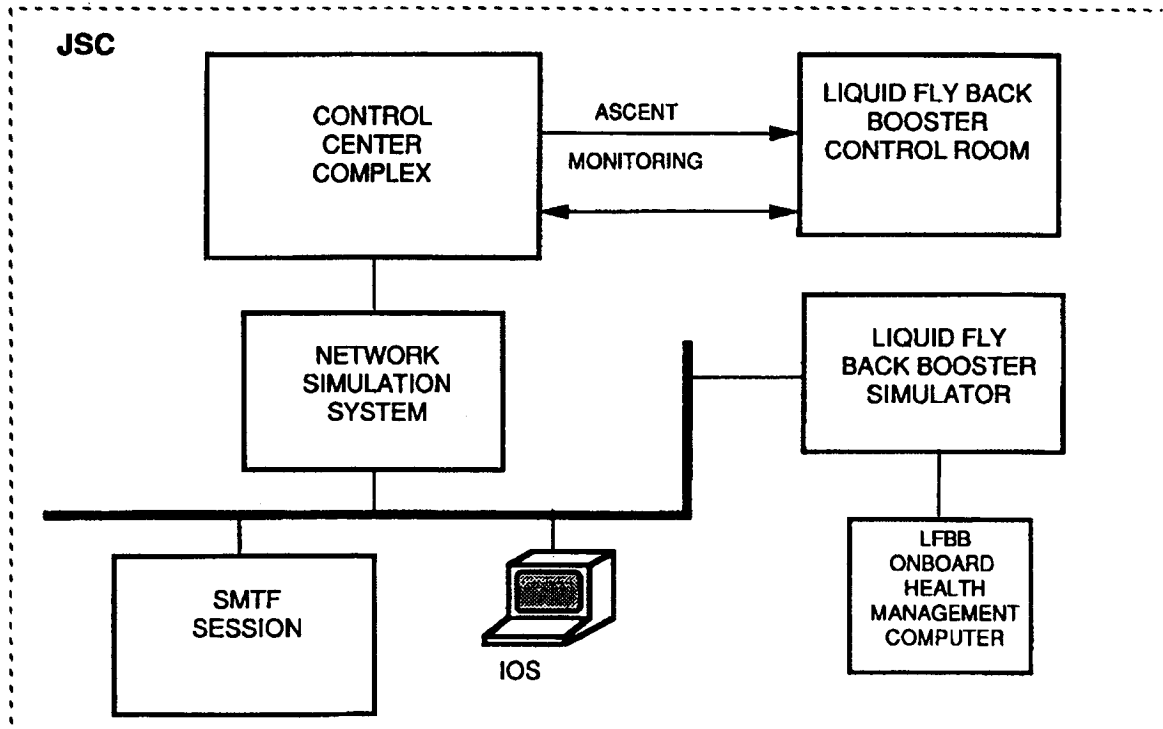 JSC
CONTROL
CENTER
COMPLEX
ASCENT
MONITORING
LIQUID FLY BACK
BOOSTER
CONTROL ROOM
NETWORK
SIMULATION
SYSTEM
LIQUID FLY
BACK BOOSTER
SIMULATOR
SMTF
SESSION
IOS
LFBB
ONBOARD
HEALTH
MANAGEMENT
COMPUTER